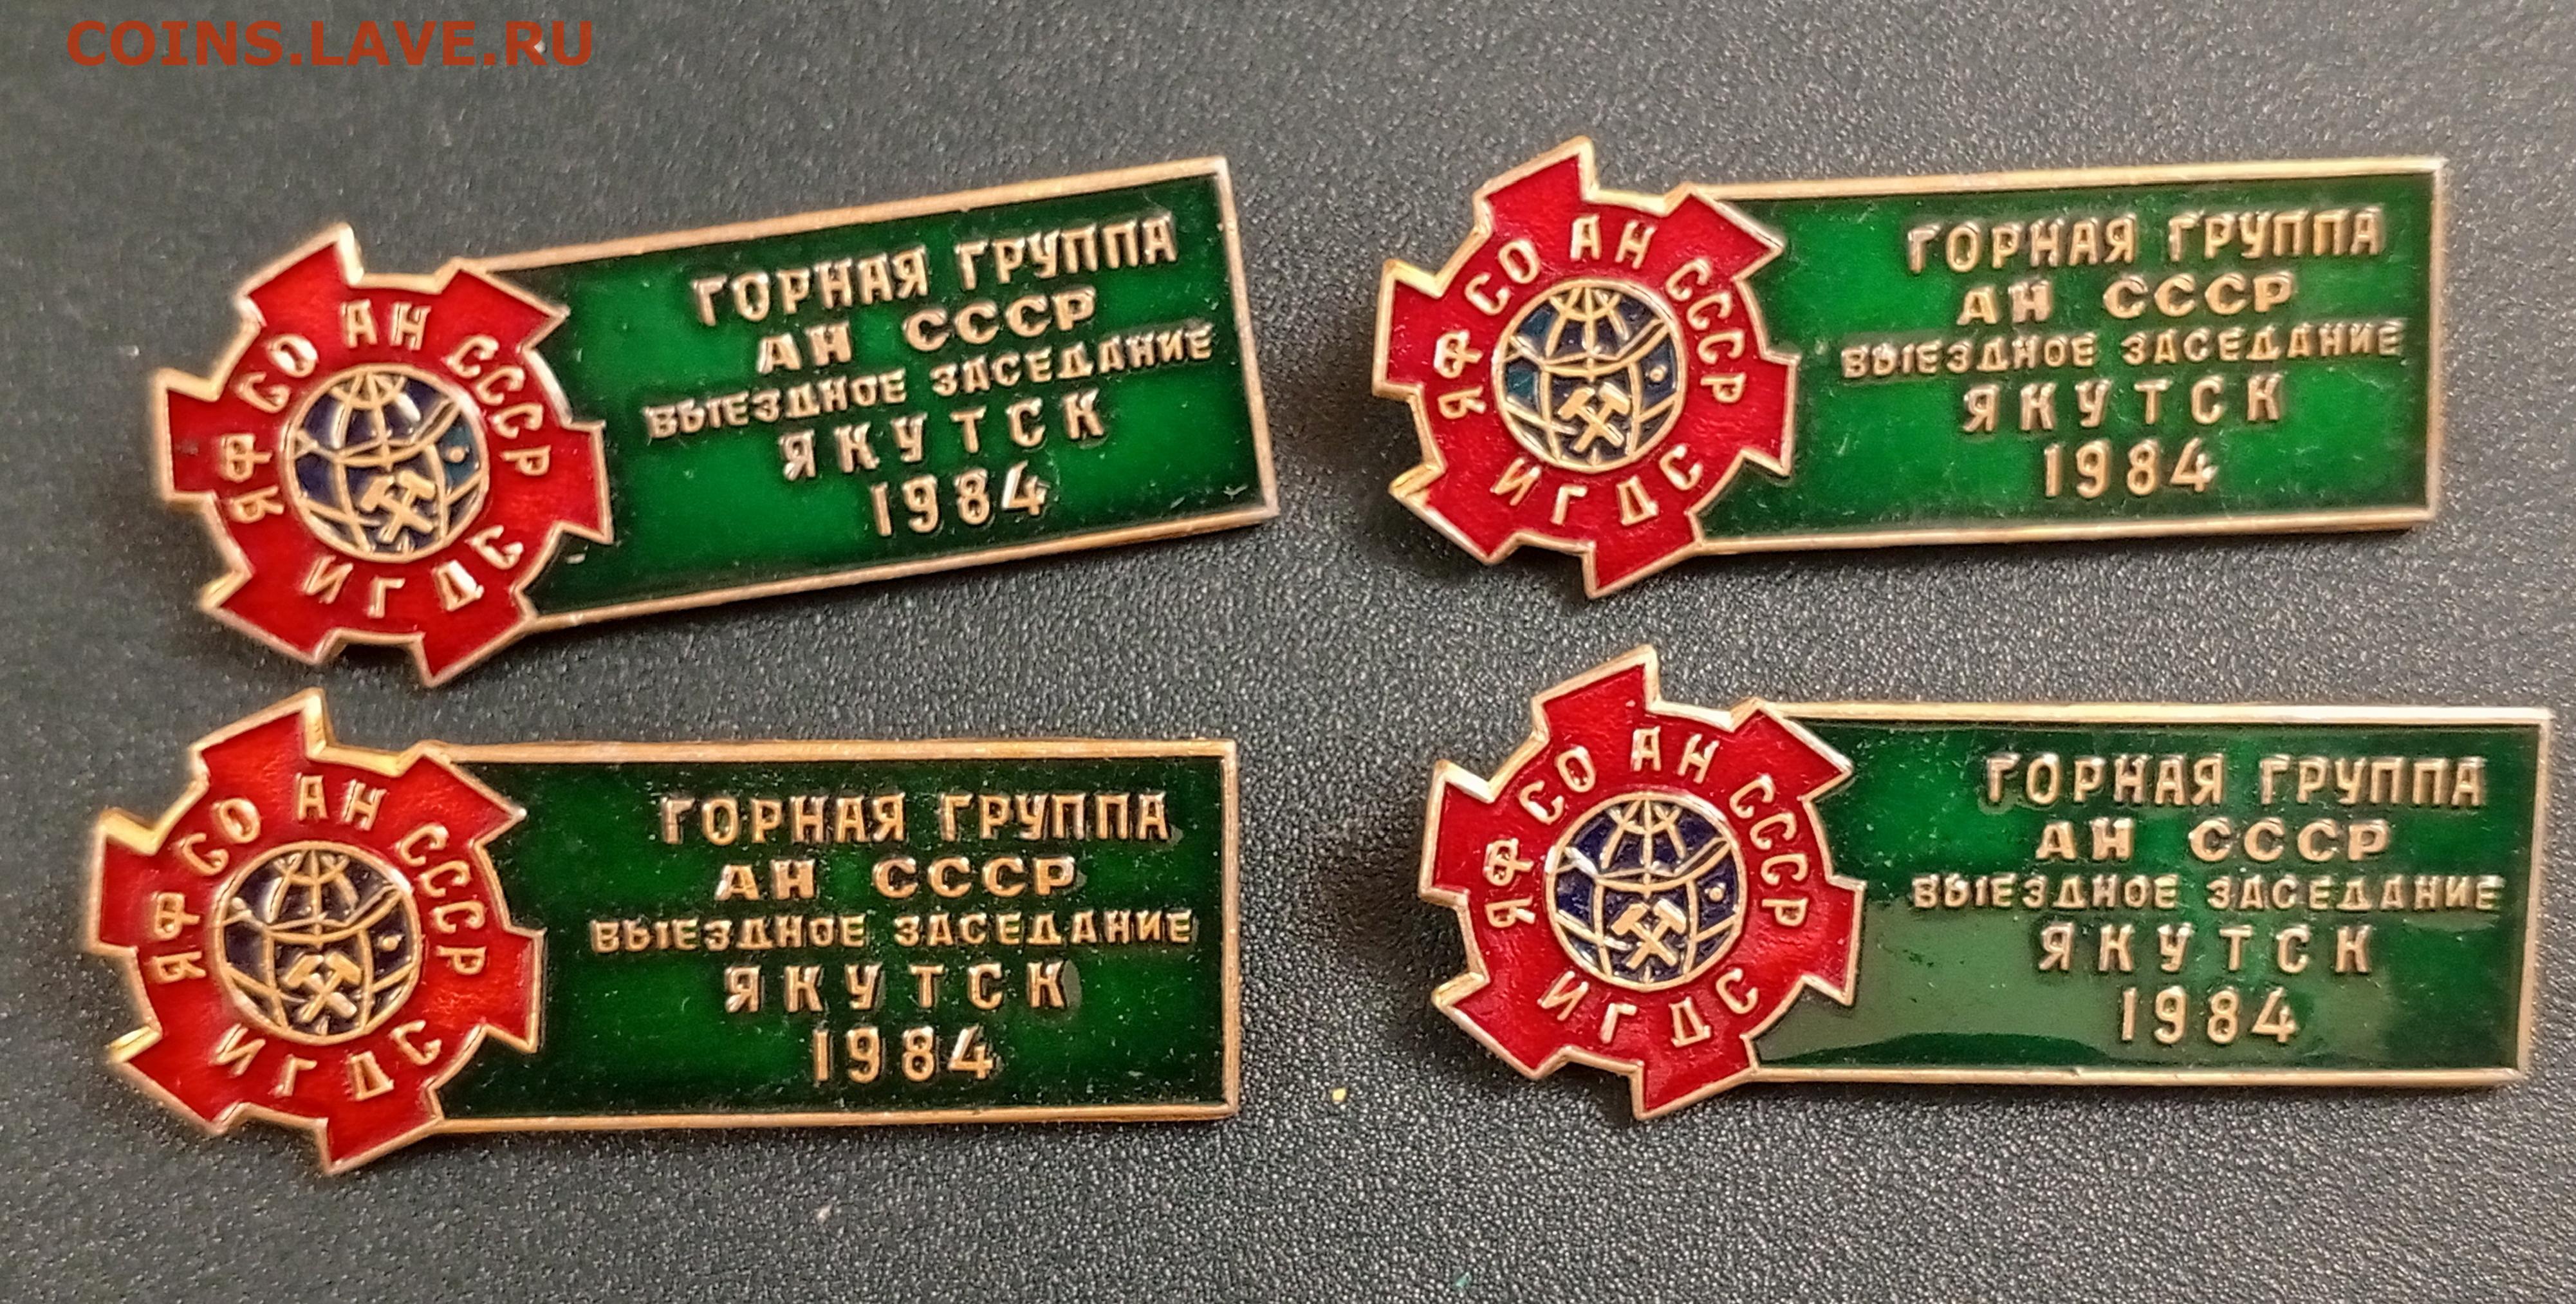 COINS.LAVE.RU
ЯФ СО АН СССР
ИГДС
ГОРНАЯ ГРУППА
АН СССР
ВЫЕЗДНОЕ ЗАСЕДАНИЕ
ЯКУТСК
1984
ЯФ СО АН СССР
ИГДС
ГОРНАЯ ГРУППА
АН СССР
ВЫЕЗДНОЕ ЗАСЕДАНИЕ
ЯКУТСК
1984
ЯФ СО АН СССР
ИГДС
ГОРНАЯ ГРУППА
АН СССР
ВЫЕЗДНОЕ ЗАСЕДАНИЕ
ЯКУТСК
1984
ЯФ СО АН СССР
ИГДС
ГОРНАЯ ГРУППА
АН СССР
ВЫЕЗДНОЕ ЗАСЕДАНИЕ
ЯКУТСК
1984